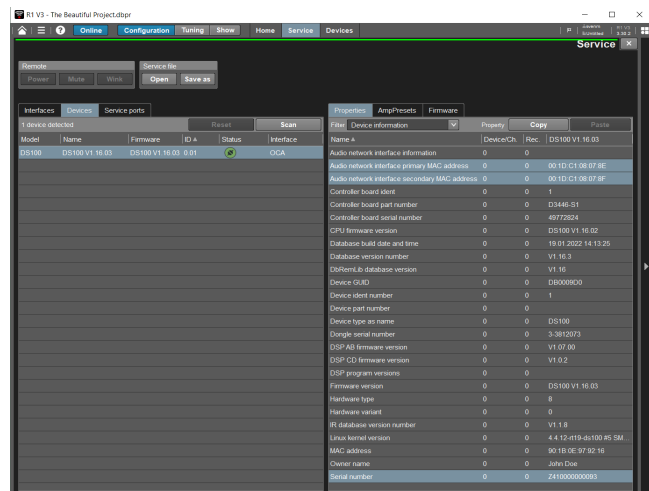 R1 V3 - The Beautiful Project.dbpr
Online Configuration Tuning Show Home Service Devices
Service
Remote Service file
Power Mute Wink Open Save as
Interfaces Devices Service ports
1 device detected Reset Scan
Model Name Firmware ID Status Interface
DS100 DS100 V1.16.03 DS100 V1.16.03 0.01 OCA
Properties AmpPresets Firmware
Filter Device information Property Copy Paste
Name Device/Ch. Rec. DS100 V1.16.03
Audio network interface information 0 0
Audio network interface primary MAC address 0 0 00:1D:C1:08:07:8E
Audio network interface secondary MAC address 0 0 00:1D:C1:08:07:8F
Controller board ident 0 0 1
Controller board part number 0 0 D3446-S1
Controller board serial number 0 0 49772824
CPU firmware version 0 0 DS100 V1.16.02
Database build date and time 0 0 19.01.2022 14:13:25
Database version number 0 0 V1.16.3
DbRemLib database version 0 0 V1.16
Device GUID 0 0 DB0009D0
Device ident number 0 0 1
Device part number 0 0
Device type as name 0 0 DS100
Dongle serial number 0 0 3-3812073
DSP AB firmware version 0 0 V1.07.00
DSP CD firmware version 0 0 V1.0.2
DSP program versions 0 0
Firmware version 0 0 DS100 V1.16.03
Hardware type 0 0 8
Hardware variant 0 0 0
IR database version number 0 0 V1.1.8
Linux kernel version 0 0 4.4.12-rt19-ds100 #5 SM...
MAC address 0 0 90:1B:0E:97:92:16
Owner name 0 0 John Doe
Serial number 0 0 Z410000000093